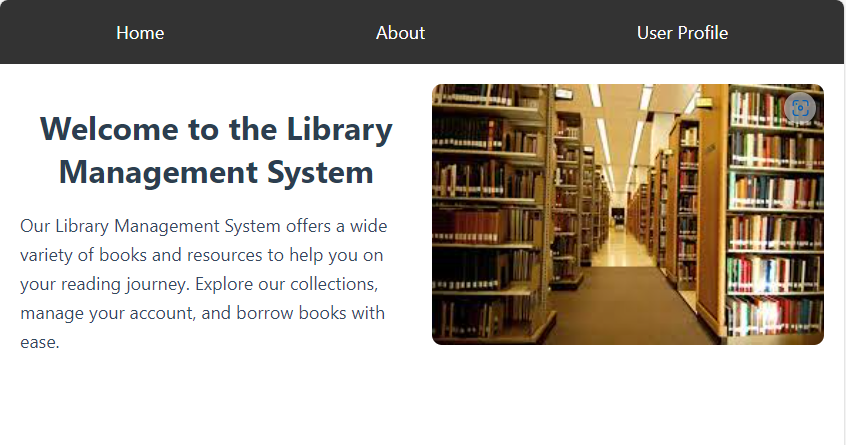 Home About User Profile
Welcome to the Library
Management System
Our Library Management System offers a wide
variety of books and resources to help you on
your reading journey. Explore our collections,
manage your account, and borrow books with
ease.